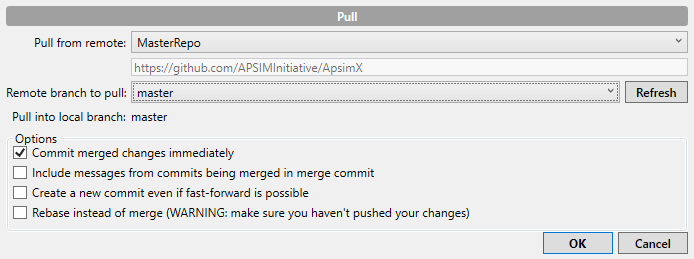 Pull
Pull from remote: MasterRepo
https://github.com/APSIMInitiative/ApsimX
Remote branch to pull: master Refresh
Pull into local branch: master
Options
Commit merged changes immediately
Include messages from commits being merged in merge commit
Create a new commit even if fast-forward is possible
Rebase instead of merge (WARNING: make sure you haven't pushed your changes)
OK Cancel